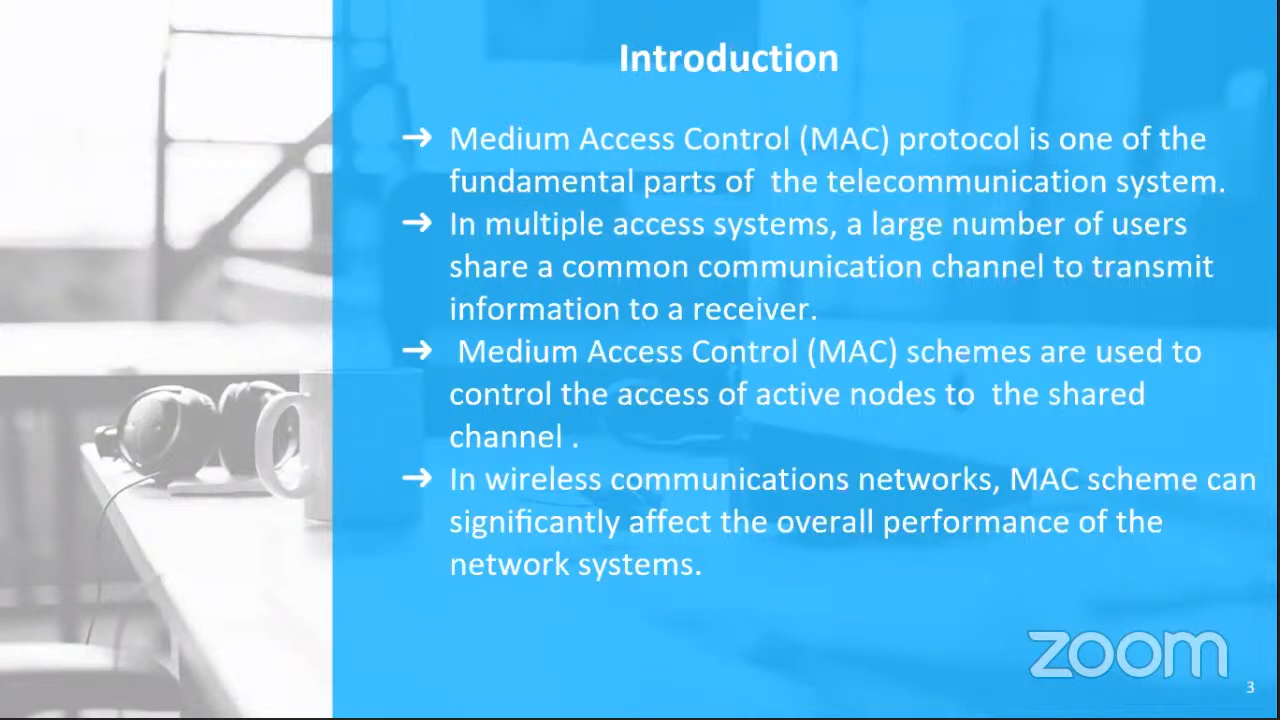 Introduction
➔ Medium Access Control (MAC) protocol is one of the
fundamental parts of the telecommunication system.
➔ In multiple access systems, a large number of users
share a common communication channel to transmit
information to a receiver.
➔ Medium Access Control (MAC) schemes are used to
control the access of active nodes to the shared
channel .
➔ In wireless communications networks, MAC scheme can
significantly affect the overall performance of the
network systems.
zoom
3